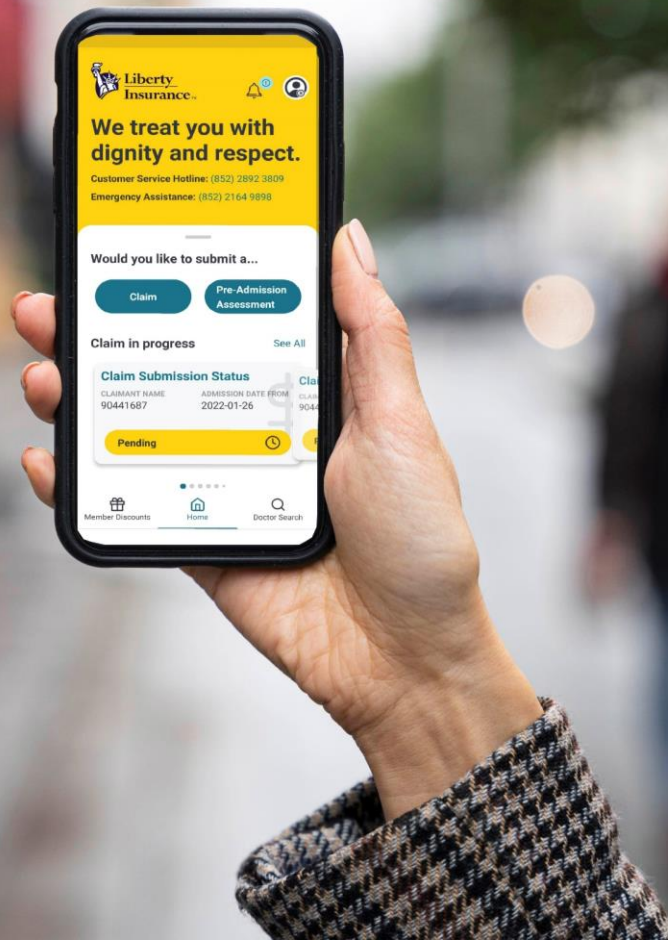 Liberty
Insurance
We treat you with
dignity and respect.
Customer Service Hotline: (852) 2892 3809
Emergency Assistance: (852) 2164 9898
Would you like to submit a...
Claim
Pre-Admission
Assessment
Claim in progress
See All
Claim Submission Status
CLAIMANT NAME
ADMISSION DATE FROM
90441687
2022-01-26
Pending
Clai
9044
Member Discounts
Home
Doctor Search